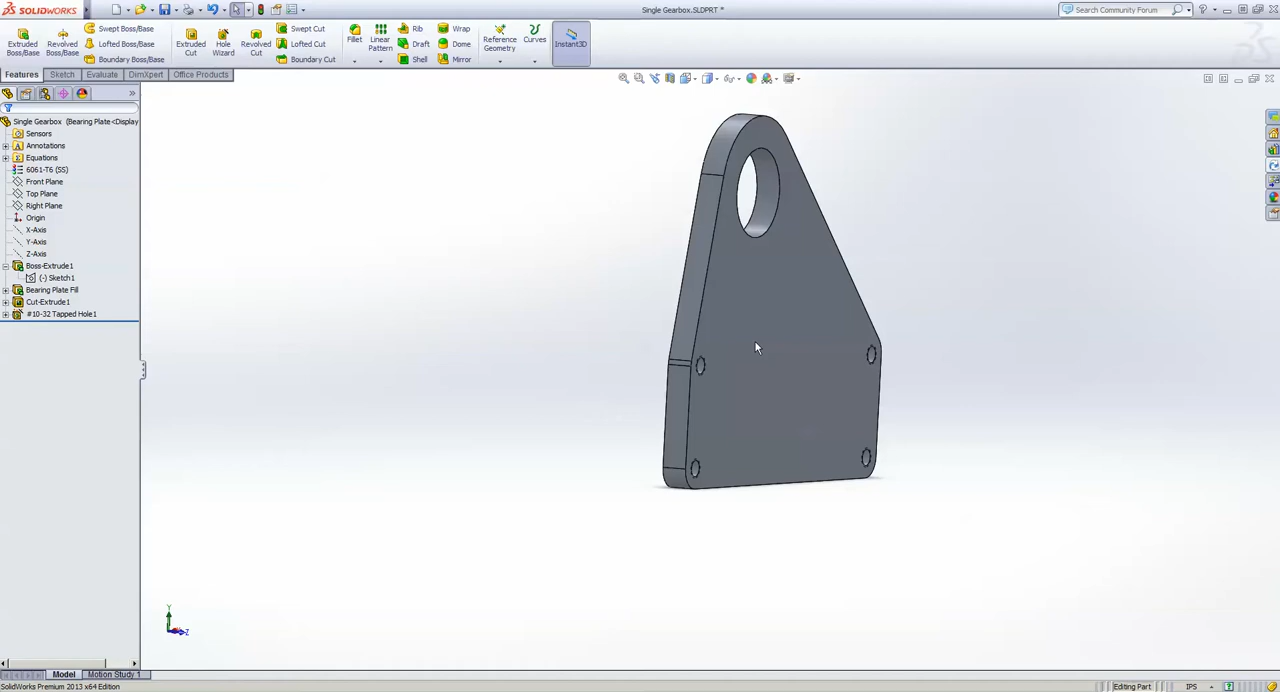 SOLIDWORKS
Single Gearbox.SLDPRT *
Search Community Forum
Extruded Boss/Base
Revolved Boss/Base
Swept Boss/Base
Lofted Boss/Base
Boundary Boss/Base
Extruded Cut
Hole Wizard
Revolved Cut
Swept Cut
Lofted Cut
Boundary Cut
Fillet
Linear Pattern
Rib
Draft
Shell
Wrap
Dome
Mirror
Reference Geometry
Curves
Instant3D
Features
Sketch
Evaluate
DimXpert
Office Products
Single Gearbox (Bearing Plate<Display
Sensors
Annotations
Equations
6061-T6 (SS)
Front Plane
Top Plane
Right Plane
Origin
X-Axis
Y-Axis
Z-Axis
Boss-Extrude1
(-) Sketch1
Bearing Plate Fill
Cut-Extrude1
#10-32 Tapped Hole1
Y
Z
Model
Motion Study 1
SolidWorks Premium 2013 x64 Edition
Editing Part
IPS